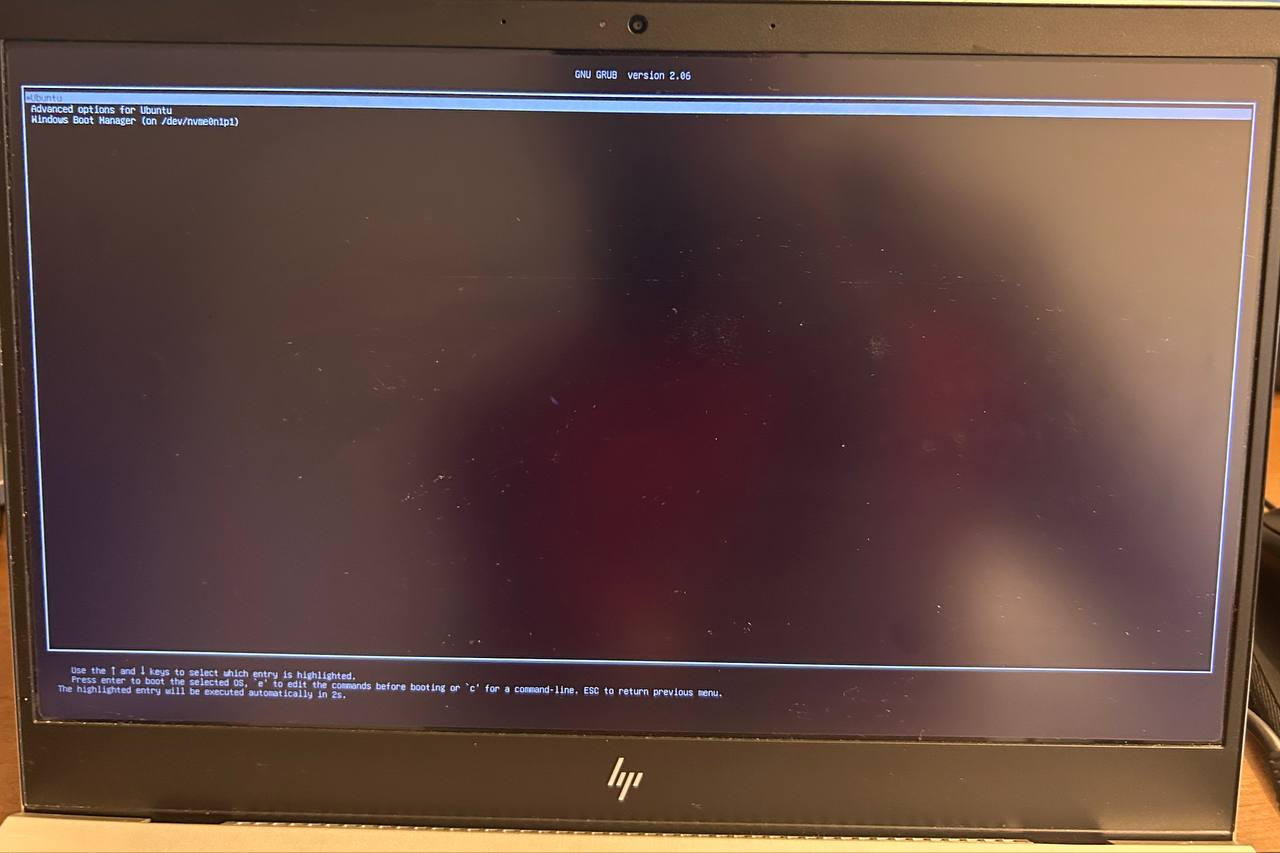 GNU GRUB version 2.06
*Ubuntu
Advanced options for Ubuntu
Windows Boot Manager (on /dev/nvme0n1p1)
Use the ↑ and ↓ keys to select which entry is highlighted.
Press enter to boot the selected OS, `e' to edit the commands before booting or `c' for a command-line. ESC to return previous menu.
The highlighted entry will be executed automatically in 2s.
hp